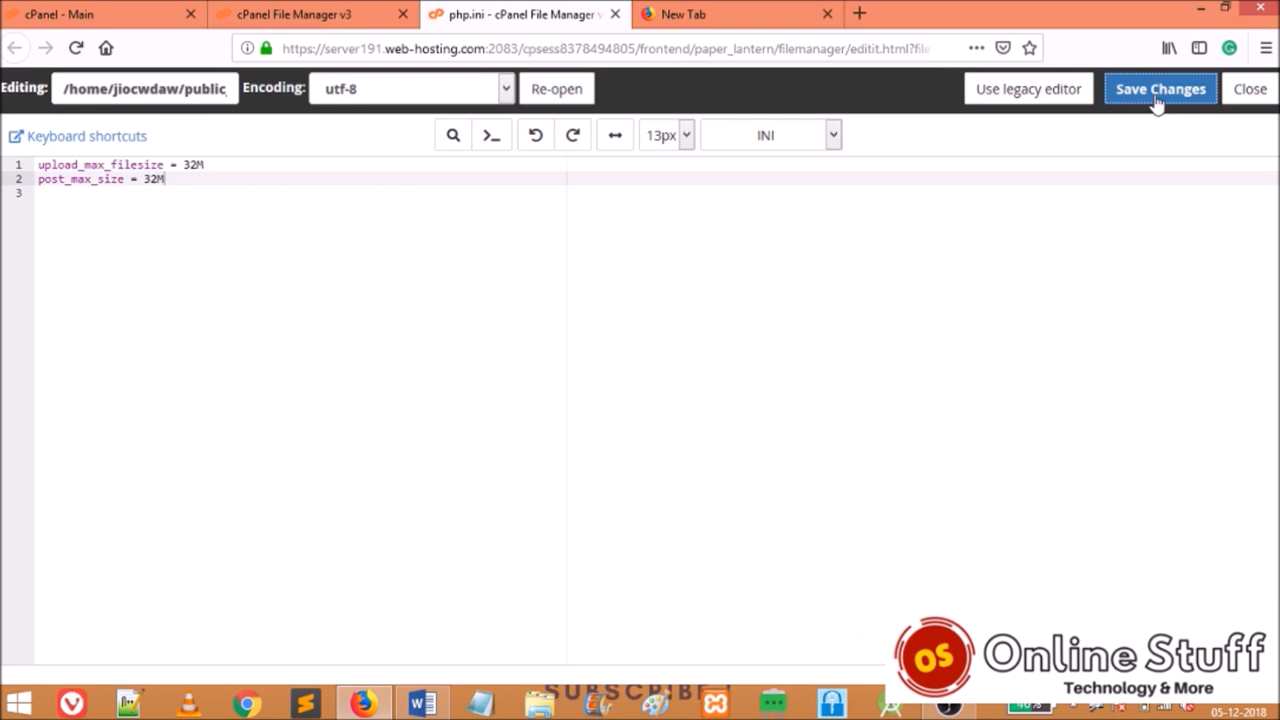 cPanel - Main
cPanel File Manager v3
php.ini - cPanel File Manager v
New Tab
https://server191.web-hosting.com:2083/cpsess8378494805/frontend/paper_lantern/filemanager/editit.html?file
Editing:
/home/jiocwdaw/public_
Encoding:
utf-8
Re-open
Use legacy editor
Save Changes
Close
Keyboard shortcuts
13px
INI
1 upload_max_filesize = 32M
2 post_max_size = 32M
3
OS
Online Stuff
Technology & More
SUBSCRIBE
05-12-2018